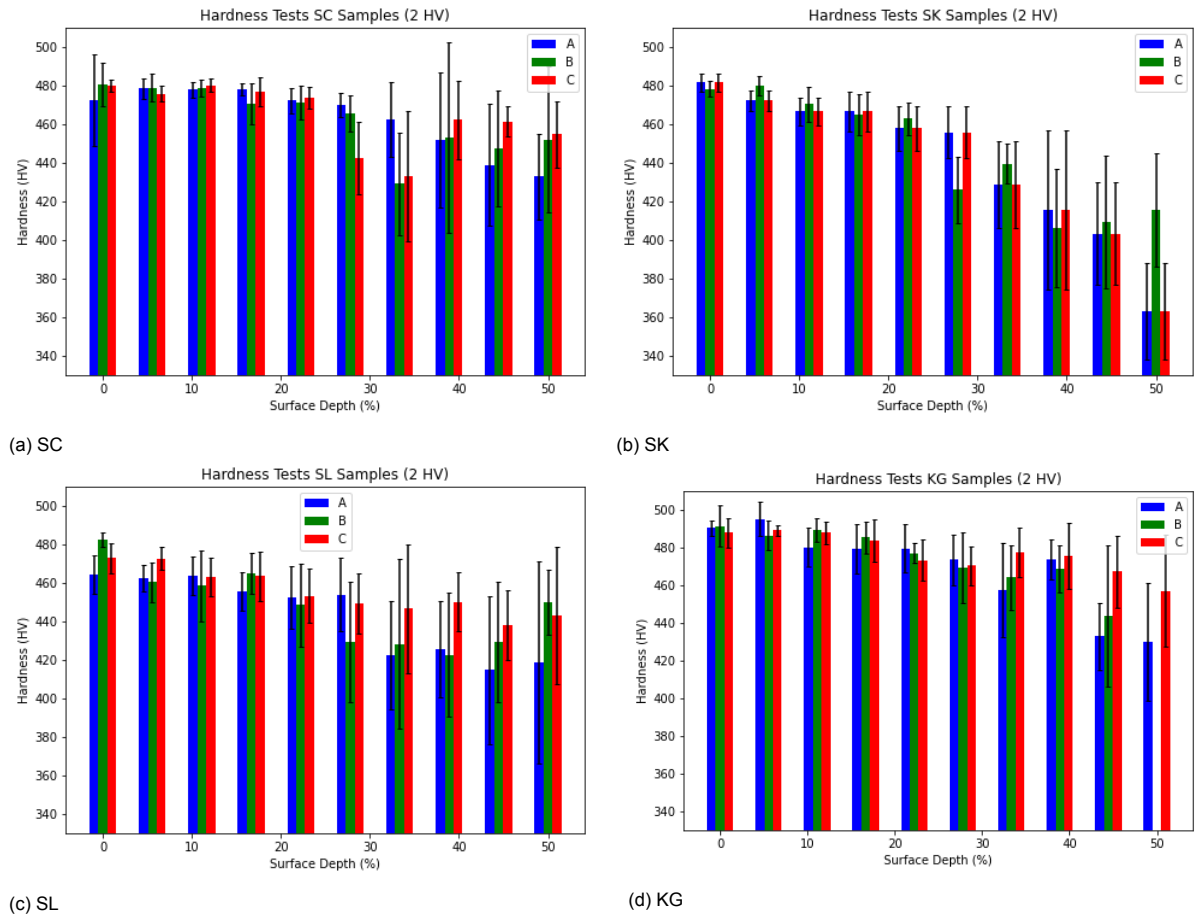 Hardness Tests SC Samples (2 HV)
500
480
460
440
420
400
380
360
340
Hardness (HV)
A
B
C
0 10 20 30 40 50
Surface Depth (%)
(a) SC
Hardness Tests SK Samples (2 HV)
500
480
460
440
420
400
380
360
340
Hardness (HV)
A
B
C
0 10 20 30 40 50
Surface Depth (%)
(b) SK
Hardness Tests SL Samples (2 HV)
500
480
460
440
420
400
380
360
340
Hardness (HV)
A
B
C
0 10 20 30 40 50
Surface Depth (%)
(c) SL
Hardness Tests KG Samples (2 HV)
500
480
460
440
420
400
380
360
340
Hardness (HV)
A
B
C
0 10 20 30 40 50
Surface Depth (%)
(d) KG